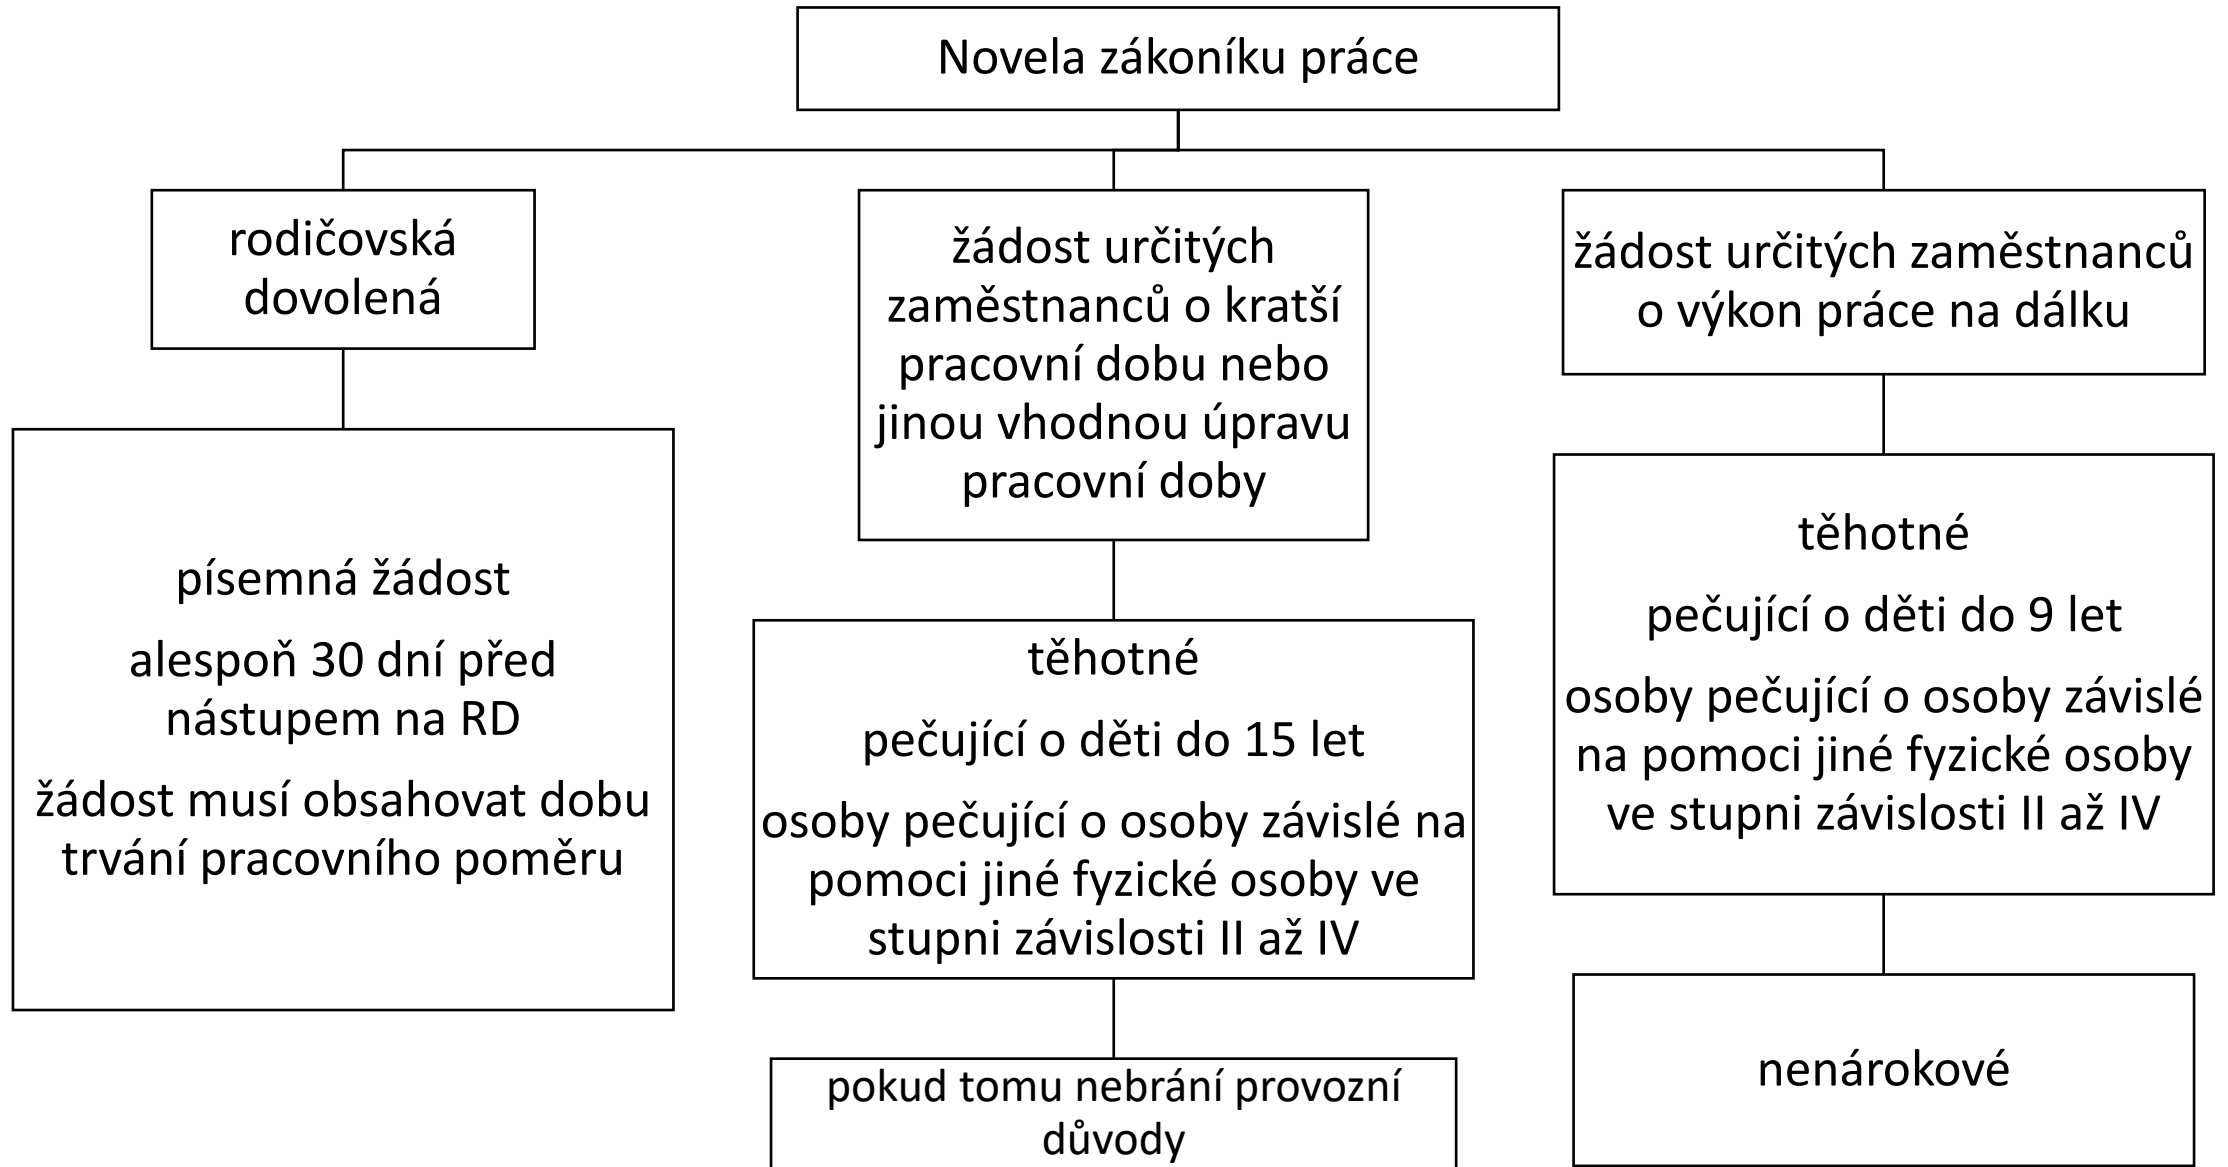 Novela zákoníku práce
rodičovská
dovolená
písemná žádost
alespoň 30 dní před
nástupem na RD
žádost musí obsahovat dobu
trvání pracovního poměru
žádost určitých
zaměstnanců o kratší
pracovní dobu nebo
jinou vhodnou úpravu
pracovní doby
těhotné
pečující o děti do 15 let
osoby pečující o osoby závislé na
pomoci jiné fyzické osoby ve
stupni závislosti II až IV
pokud tomu nebrání provozní
důvody
žádost určitých zaměstnanců
o výkon práce na dálku
těhotné
pečující o děti do 9 let
osoby pečující o osoby závislé
na pomoci jiné fyzické osoby
ve stupni závislosti II až IV
nenárokové